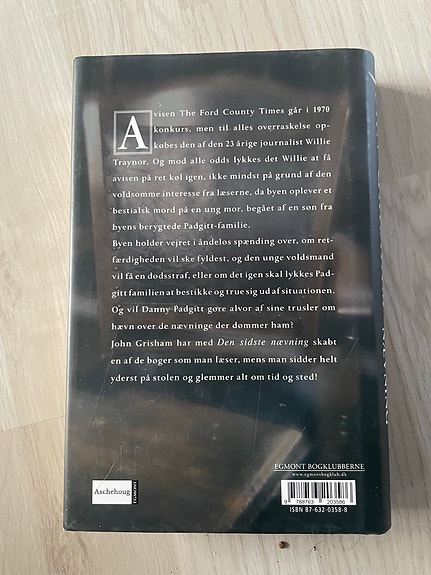 Avisen The Ford County Times går i 1970
konkurs, men til alles overraskelse op-
købes den af den 23 årige journalist Willie
Traynor. Og mod alle odds lykkes det Willie at få
avisen på ret køl igen, ikke mindst på grund af den
voldsomme interesse fra læserne, da byen oplever et
bestialsk mord på en ung mor, begået af en søn fra
byens berygtede Padgitt-familie.
Byen holder vejret i åndeløs spænding over, om ret-
færdigheden vil ske fyldest, og den unge voldsmand
vil få en dødsstraf, eller om det igen skal lykkes Pad-
gitt familien at bestikke og true sig ud af situationen.
Og vil Danny Padgitt gøre alvor af sine trusler om
hævn over de nævninge der dømmer ham?
John Grisham har med Den sidste nævning skabt
en af de bøger som man læser, mens man sidder helt
yderst på stolen og glemmer alt om tid og sted!
EGMONT BOGKLUBBERNE
www.egmontbogklub.dk
Aschehoug
EGMONT
9 788763 203586
ISBN 87-632-0358-8